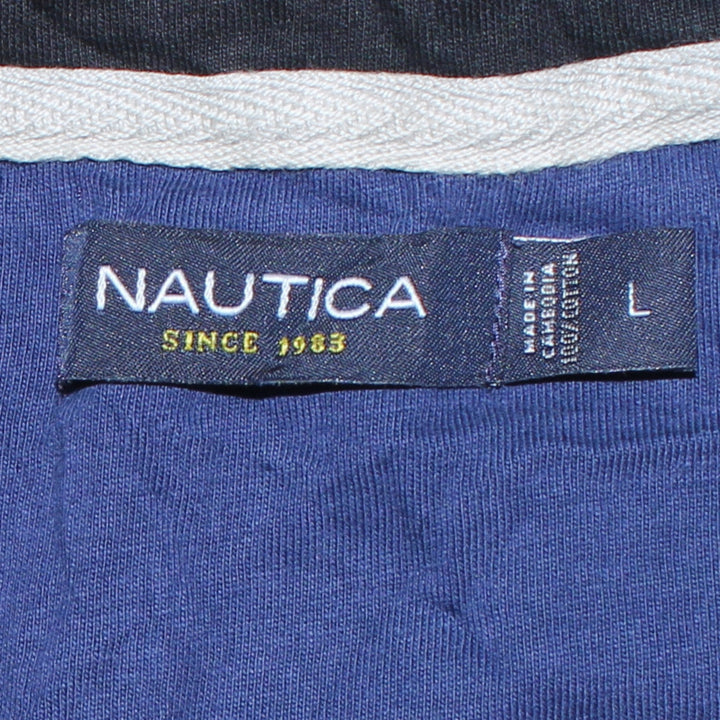 NAUTICA
SINCE 1983
MADE IN
CAMBODIA
100% COTTON
L